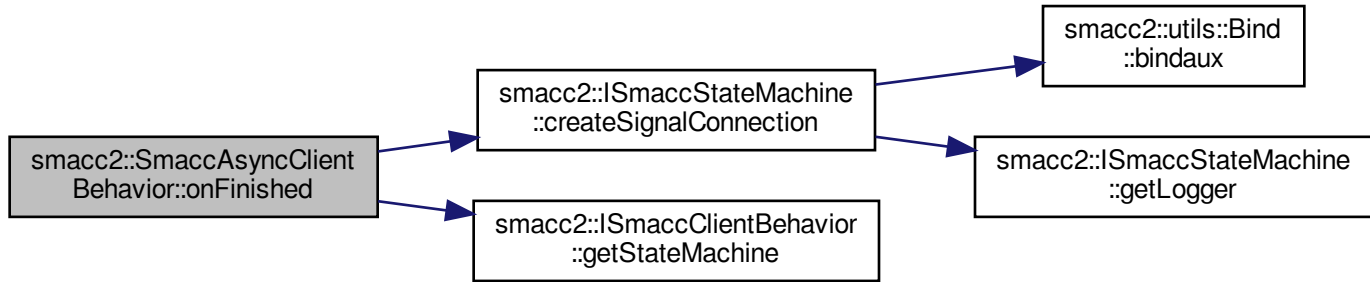 smacc2::SmaccAsyncClient
Behavior::onFinished
smacc2::ISmaccStateMachine
::createSignalConnection
smacc2::ISmaccClientBehavior
::getStateMachine
smacc2::utils::Bind
::bindaux
smacc2::ISmaccStateMachine
::getLogger